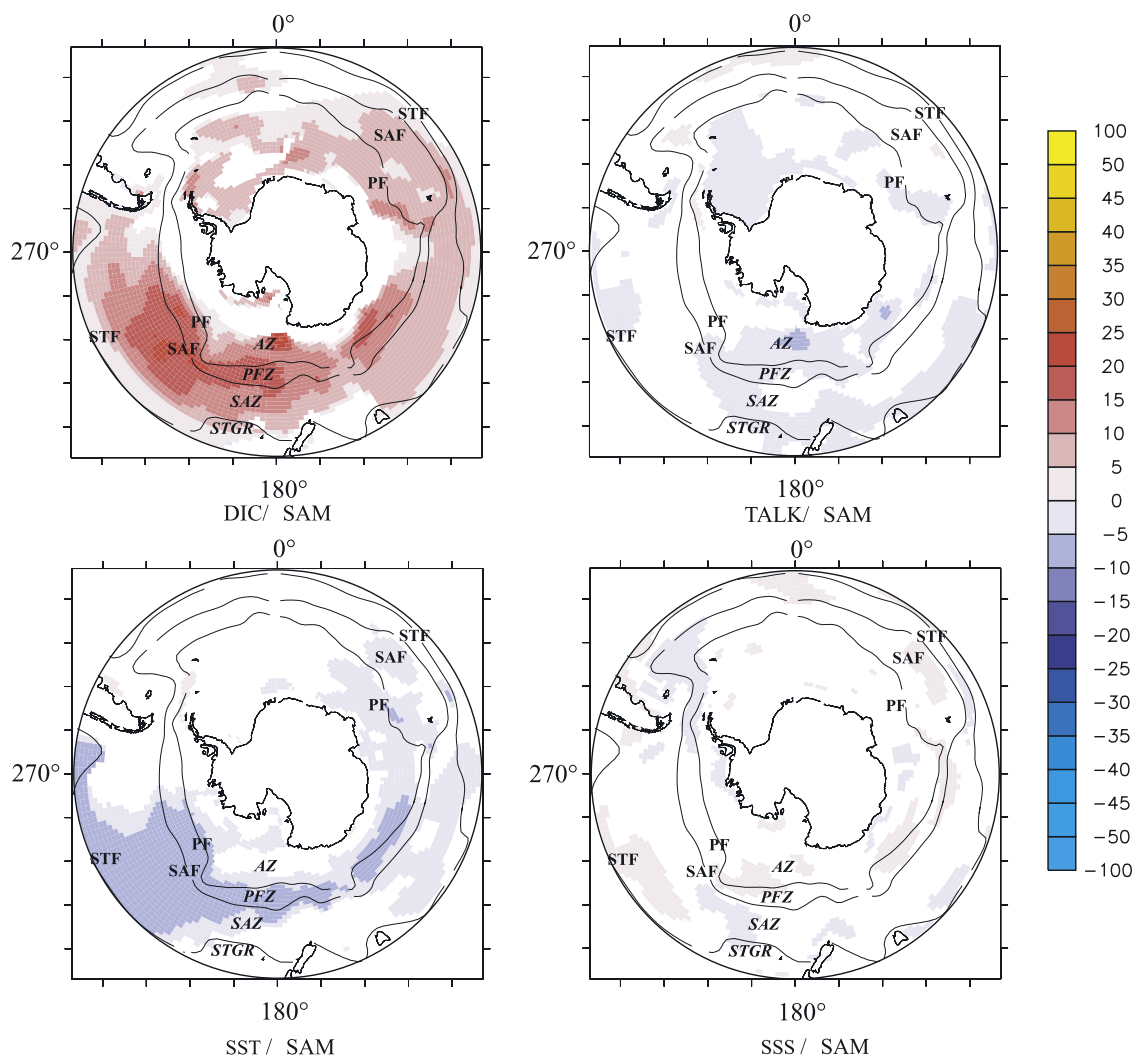 0°
0°
STF
SAF
PF
270°
STF
PF
SAF
AZ
PFZ
SAZ
STGR
180°
DIC/ SAM
STF
SAF
PF
270°
PF
SAF
AZ
PFZ
SAZ
STGR
180°
TALK/ SAM
0°
STF
SAF
PF
270°
STF
PF
SAF
AZ
PFZ
SAZ
STGR
180°
SST/ SAM
0°
STF
SAF
PF
270°
STF
PF
SAF
AZ
PFZ
SAZ
STGR
180°
SSS/ SAM
100
50
45
40
35
30
25
20
15
10
5
0
-5
-10
-15
-20
-25
-30
-35
-40
-45
-50
-100